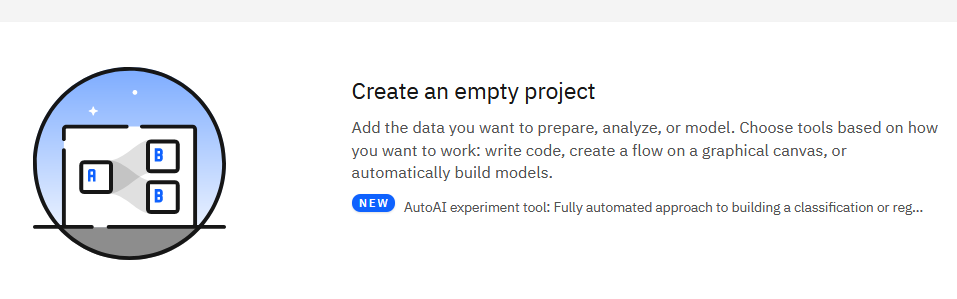 Create an empty project
Add the data you want to prepare, analyze, or model. Choose tools based on how
you want to work: write code, create a flow on a graphical canvas, or
automatically build models.
NEW AutoAI experiment tool: Fully automated approach to building a classification or reg...
B
A
B